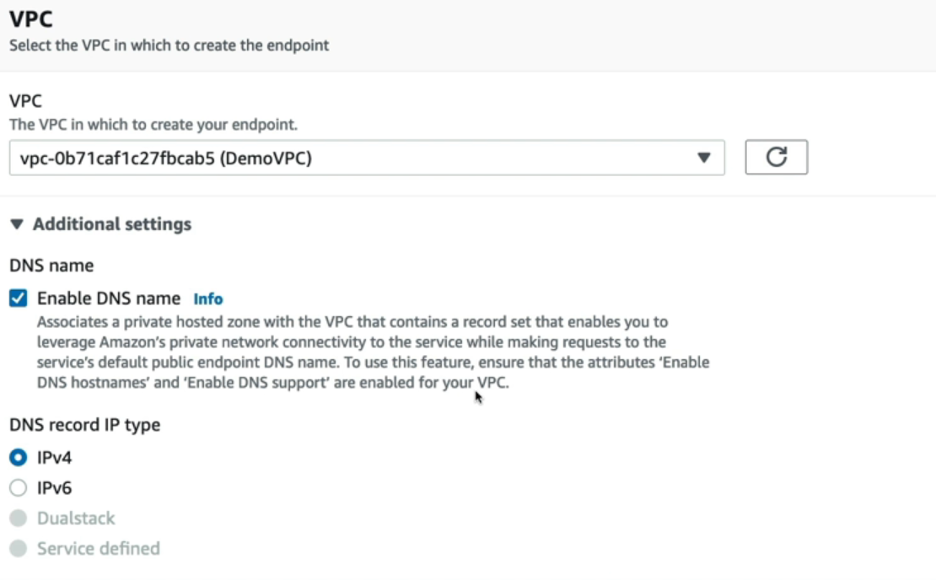 VPC
Select the VPC in which to create the endpoint
VPC
The VPC in which to create your endpoint.
vpc-0b71caf1c27fbcab5 (DemoVPC)
Additional settings
DNS name
Enable DNS name Info
Associates a private hosted zone with the VPC that contains a record set that enables you to
leverage Amazon's private network connectivity to the service while making requests to the
service's default public endpoint DNS name. To use this feature, ensure that the attributes 'Enable
DNS hostnames' and 'Enable DNS support' are enabled for your VPC.
DNS record IP type
IPv4
IPv6
Dualstack
Service defined